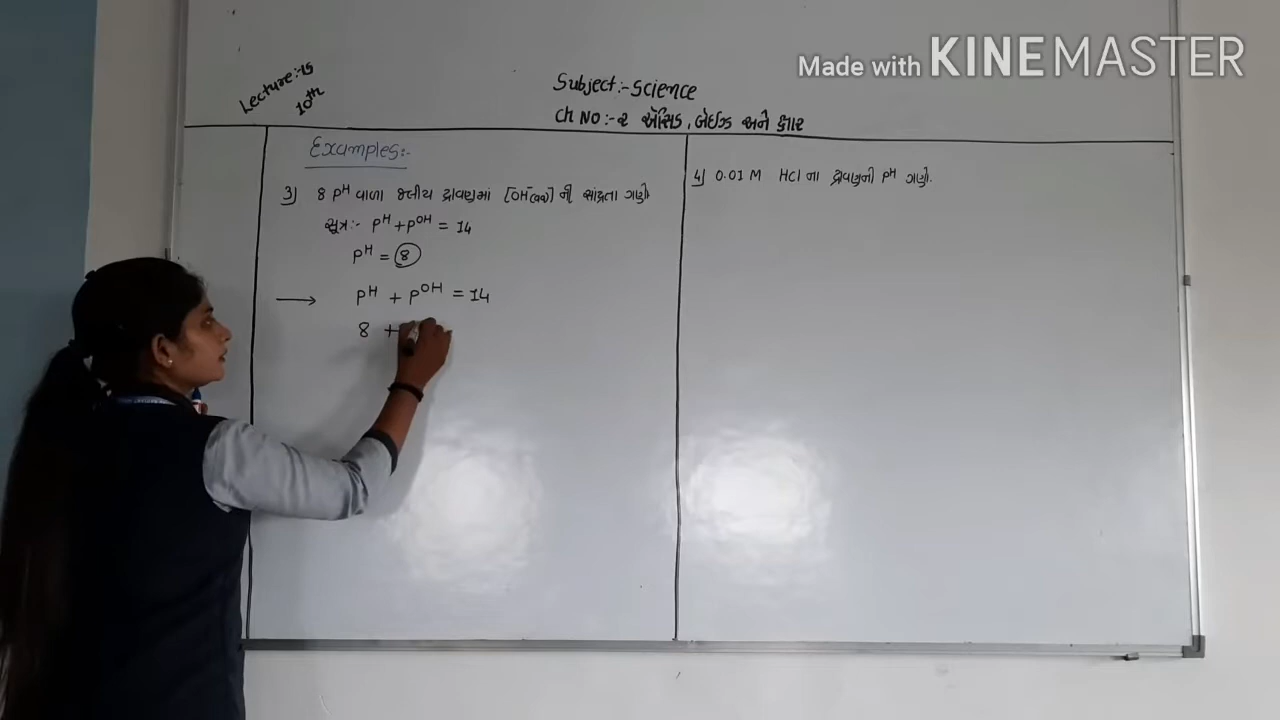 Made with KINEMASTER
Lecture:-15
10th
Subject:- Science
Ch NO:- ૨ ઍસિડ, બેઈઝ અને ક્ષાર
Examples:-
3) 8 pH વાળા જલીય દ્રાવણમાં [OH⁻(aq)] ની સાંદ્રતા ગણો
સૂત્ર:- pH + pOH = 14
pH = 8
→ pH + pOH = 14
8 +
4) 0.01 M HCl ના દ્રાવણની pH ગણો.